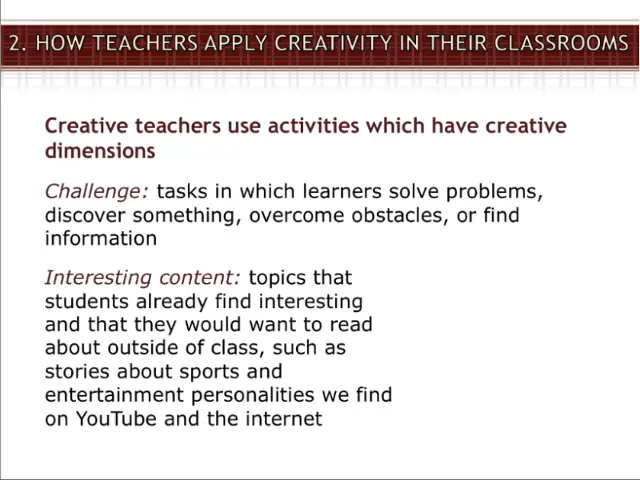 2. HOW TEACHERS APPLY CREATIVITY IN THEIR CLASSROOMS
Creative teachers use activities which have creative
dimensions
Challenge: tasks in which learners solve problems,
discover something, overcome obstacles, or find
information
Interesting content: topics that
students already find interesting
and that they would want to read
about outside of class, such as
stories about sports and
entertainment personalities we find
on YouTube and the internet